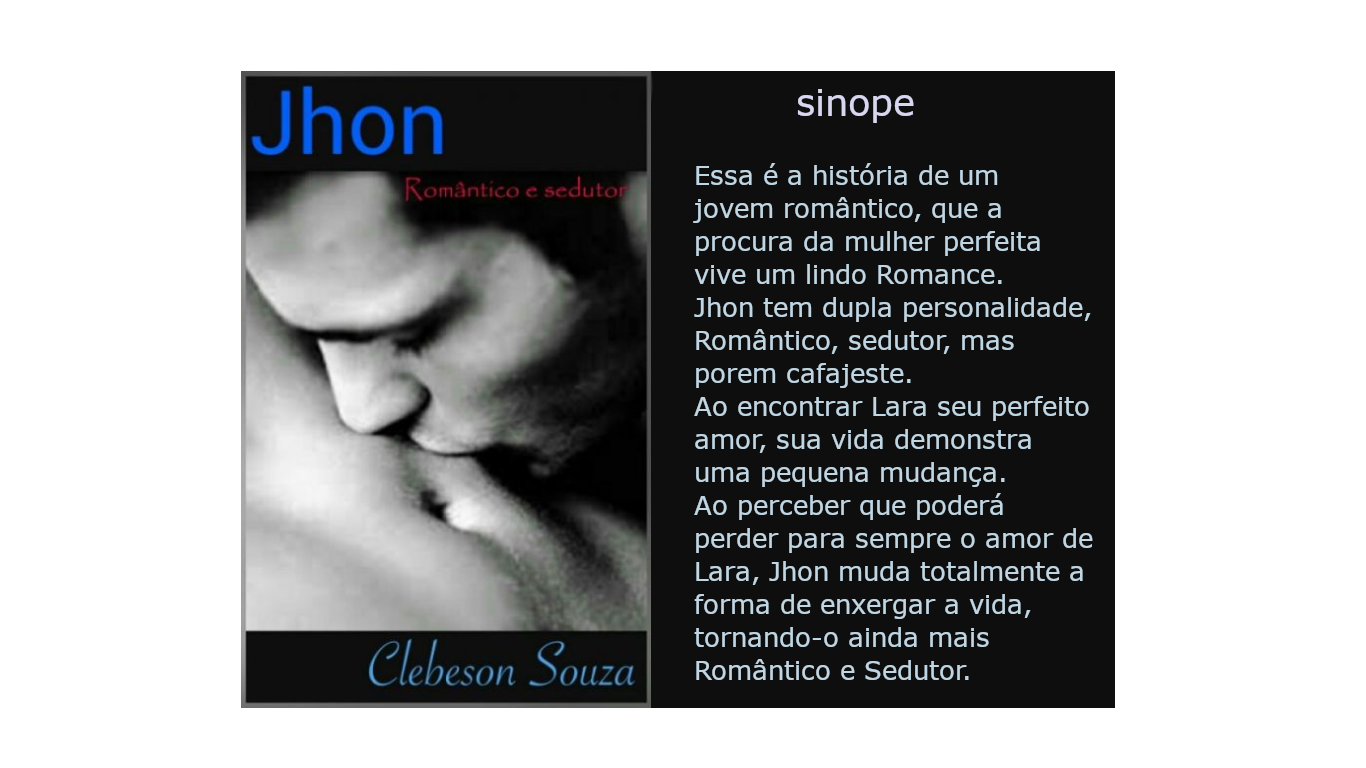 Jhon
Romântico e sedutor
Clebeson Souza
sinope
Essa é a história de um
jovem romântico, que a
procura da mulher perfeita
vive um lindo Romance.
Jhon tem dupla personalidade,
Romântico, sedutor, mas
porem cafajeste.
Ao encontrar Lara seu perfeito
amor, sua vida demonstra
uma pequena mudança.
Ao perceber que poderá
perder para sempre o amor de
Lara, Jhon muda totalmente a
forma de enxergar a vida,
tornando-o ainda mais
Romântico e Sedutor.